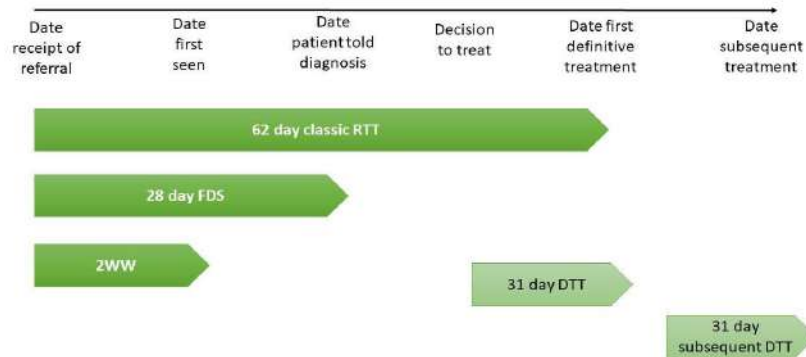 Date
receipt of
referral
Date
first
seen
Date
patient told
diagnosis
Decision
to treat
Date first
definitive
treatment
Date
subsequent
treatment
62 day classic RTT
28 day FDS
2WW
31 day DTT
31 day
subsequent DTT